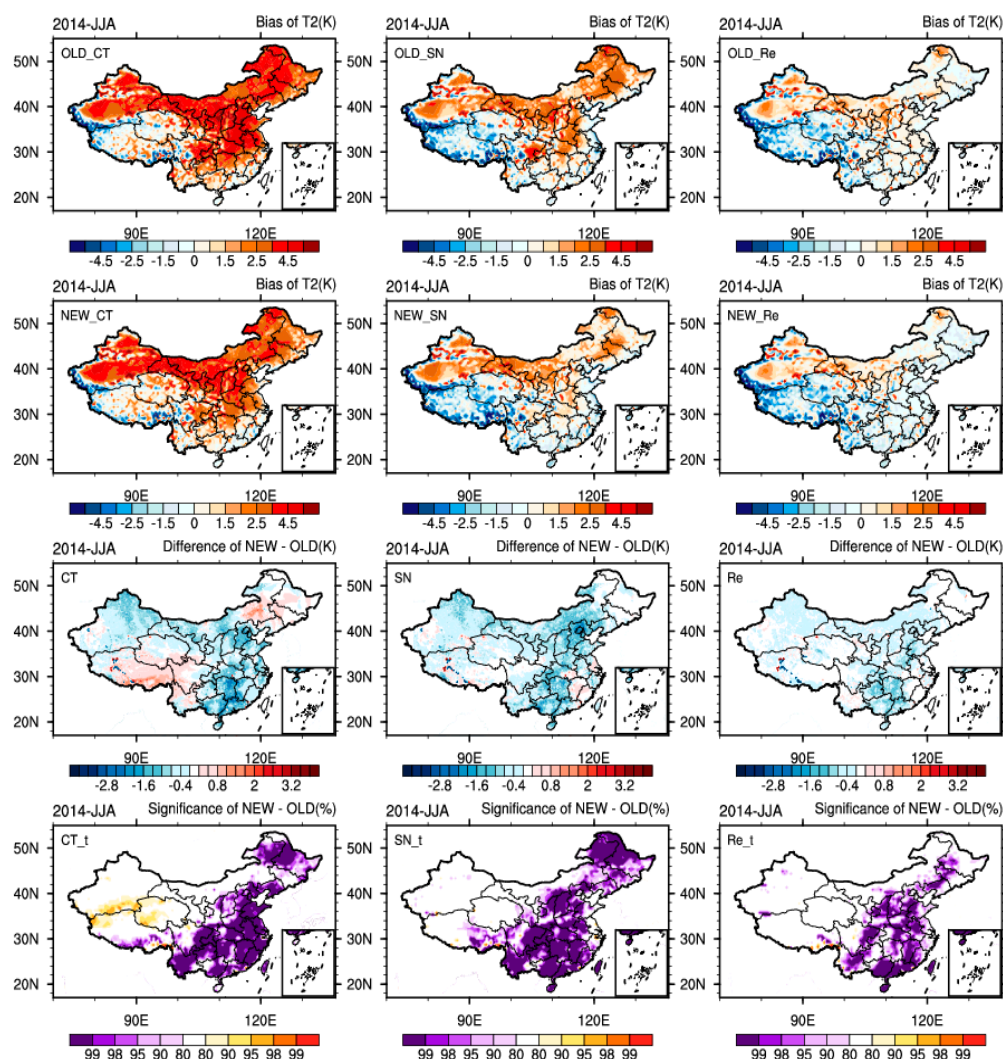 2014-JJA Bias of T2(K) 2014-JJA Bias of T2(K) 2014-JJA Bias of T2(K)
50N OLD_CT 50N OLD_SN 50N OLD_Re
40N 40N 40N
30N 30N 30N
20N 20N 20N
90E 120E 90E 120E 90E 120E
-4.5 -2.5 -1.5 0 1.5 2.5 4.5 -4.5 -2.5 -1.5 0 1.5 2.5 4.5 -4.5 -2.5 -1.5 0 1.5 2.5 4.5
2014-JJA Bias of T2(K) 2014-JJA Bias of T2(K) 2014-JJA Bias of T2(K)
50N NEW_CT 50N NEW_SN 50N NEW_Re
40N 40N 40N
30N 30N 30N
20N 20N 20N
90E 120E 90E 120E 90E 120E
-4.5 -2.5 -1.5 0 1.5 2.5 4.5 -4.5 -2.5 -1.5 0 1.5 2.5 4.5 -4.5 -2.5 -1.5 0 1.5 2.5 4.5
2014-JJA Difference of NEW - OLD(K) 2014-JJA Difference of NEW - OLD(K) 2014-JJA Difference of NEW - OLD(K)
50N CT 50N SN 50N Re
40N 40N 40N
30N 30N 30N
20N 20N 20N
90E 120E 90E 120E 90E 120E
-2.8 -1.6 -0.4 0.8 2 3.2 -2.8 -1.6 -0.4 0.8 2 3.2 -2.8 -1.6 -0.4 0.8 2 3.2
2014-JJA Significance of NEW - OLD(%) 2014-JJA Significance of NEW - OLD(%) 2014-JJA Significance of NEW - OLD(%)
50N CT_t 50N SN_t 50N Re_t
40N 40N 40N
30N 30N 30N
20N 20N 20N
90E 120E 90E 120E 90E 120E
99 98 95 90 80 80 90 95 98 99 99 98 95 90 80 80 90 95 98 99 99 98 95 90 80 80 90 95 98 99